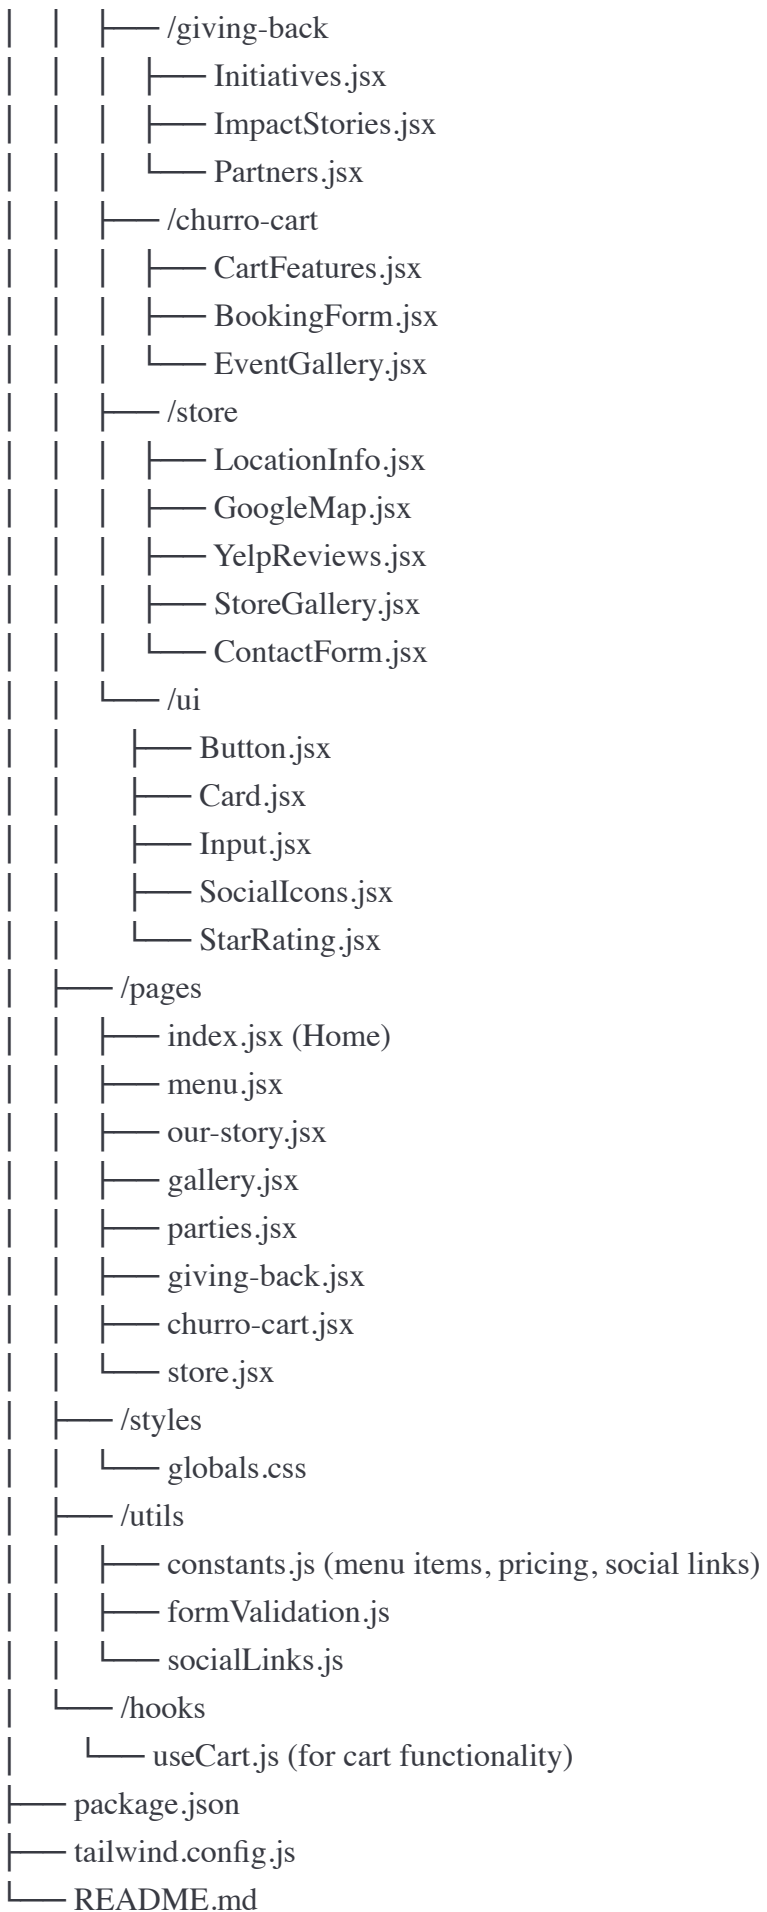 │ │ ├── /giving-back
│ │ │ ├── Initiatives.jsx
│ │ │ ├── ImpactStories.jsx
│ │ │ └── Partners.jsx
│ │ ├── /churro-cart
│ │ │ ├── CartFeatures.jsx
│ │ │ ├── BookingForm.jsx
│ │ │ └── EventGallery.jsx
│ │ ├── /store
│ │ │ ├── LocationInfo.jsx
│ │ │ ├── GoogleMap.jsx
│ │ │ ├── YelpReviews.jsx
│ │ │ ├── StoreGallery.jsx
│ │ │ └── ContactForm.jsx
│ │ └── /ui
│ │     ├── Button.jsx
│ │     ├── Card.jsx
│ │     ├── Input.jsx
│ │     ├── SocialIcons.jsx
│ │     └── StarRating.jsx
│ ├── /pages
│ │ ├── index.jsx (Home)
│ │ ├── menu.jsx
│ │ ├── our-story.jsx
│ │ ├── gallery.jsx
│ │ ├── parties.jsx
│ │ ├── giving-back.jsx
│ │ ├── churro-cart.jsx
│ │ └── store.jsx
│ ├── /styles
│ │ └── globals.css
│ ├── /utils
│ │ ├── constants.js (menu items, pricing, social links)
│ │ ├── formValidation.js
│ │ └── socialLinks.js
│ └── /hooks
│     └── useCart.js (for cart functionality)
├── package.json
├── tailwind.config.js
└── README.md